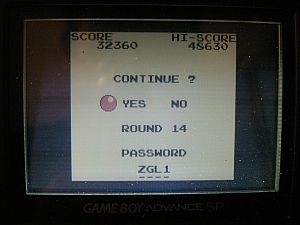 SCORE HI-SCORE
32360 48630
CONTINUE ?
YES NO
ROUND 14
PASSWORD
ZGL1
GAME BOY ADVANCE SP